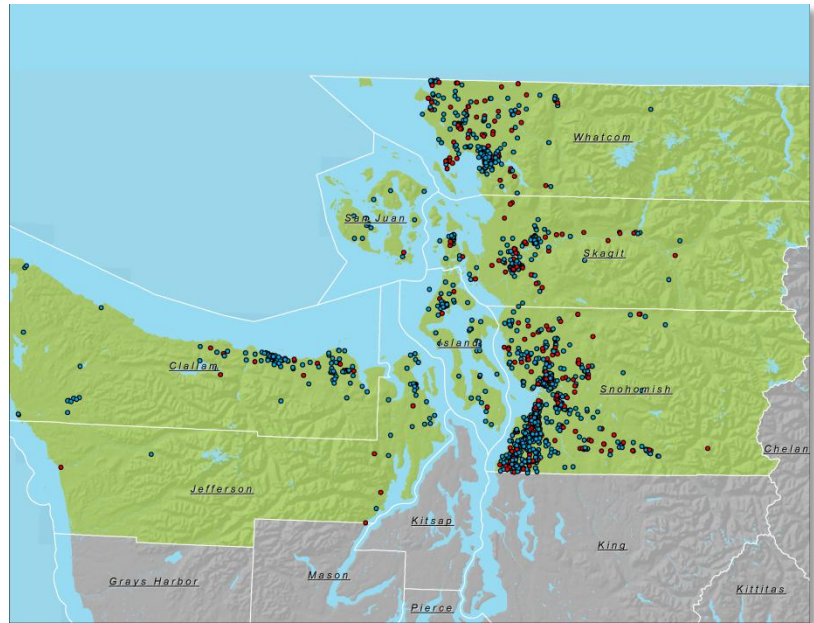 Whatcom
San Juan
Skagit
Island
Clallam
Snohomish
Chelan
Jefferson
Kitsap
King
Grays Harbor
Mason
Kittitas
Pierce